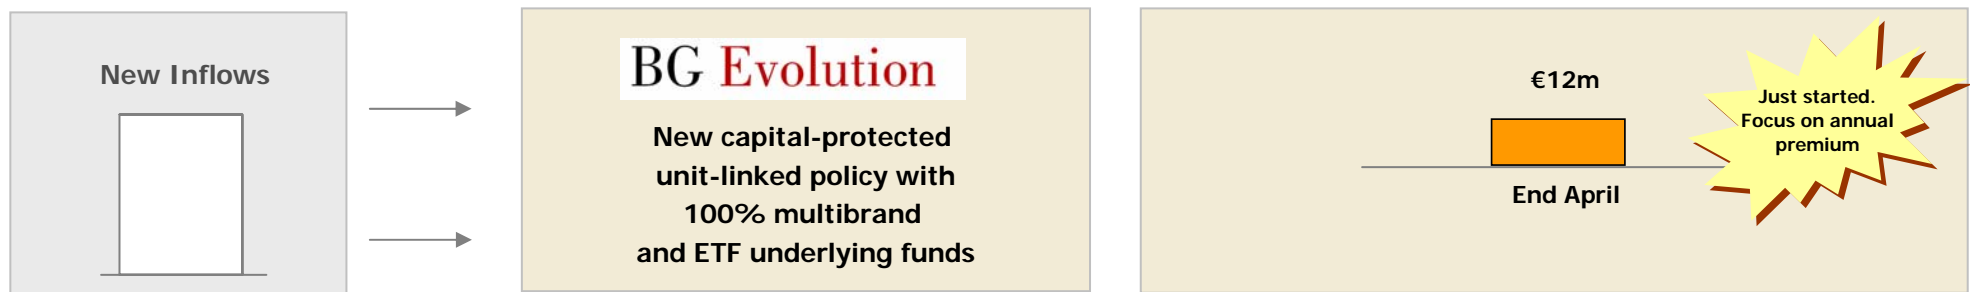 New Inflows
BG Evolution
New capital-protected
unit-linked policy with
100% multibrand
and ETF underlying funds
€12m
End April
Just started.
Focus on annual
premium